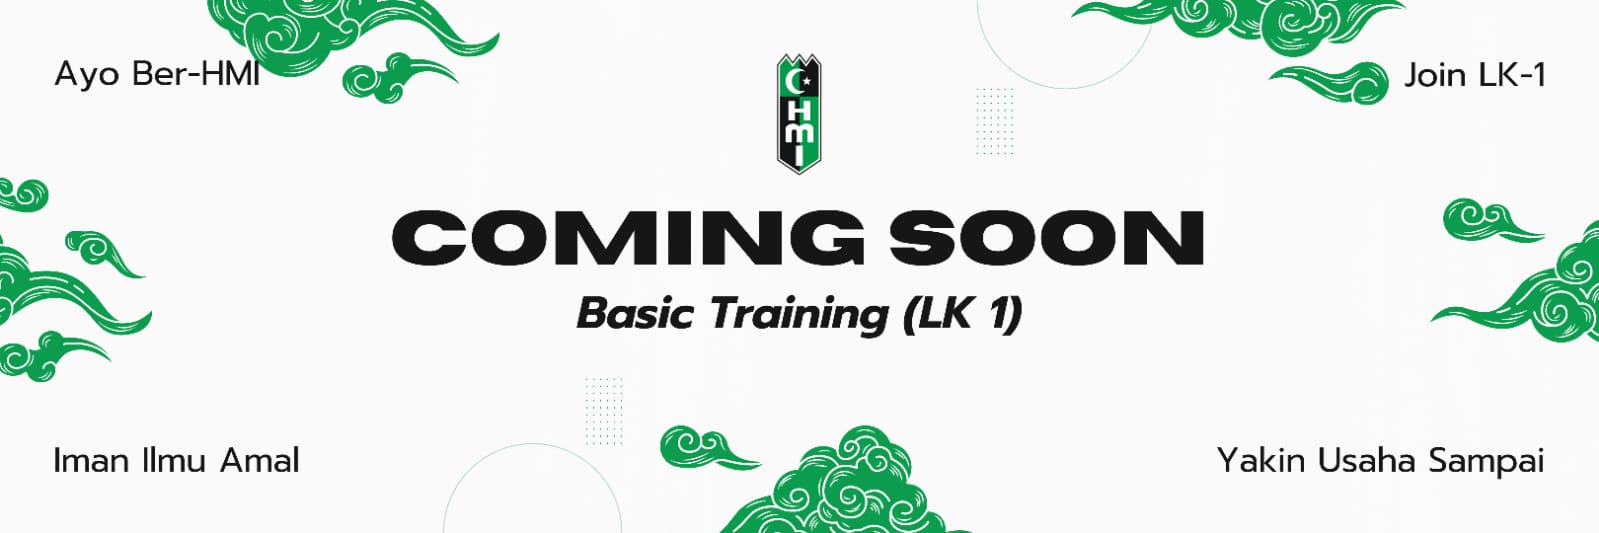 Ayo Ber-HMI
Join LK-1
HMI
COMING SOON
Basic Training (LK 1)
Iman Ilmu Amal
Yakin Usaha Sampai